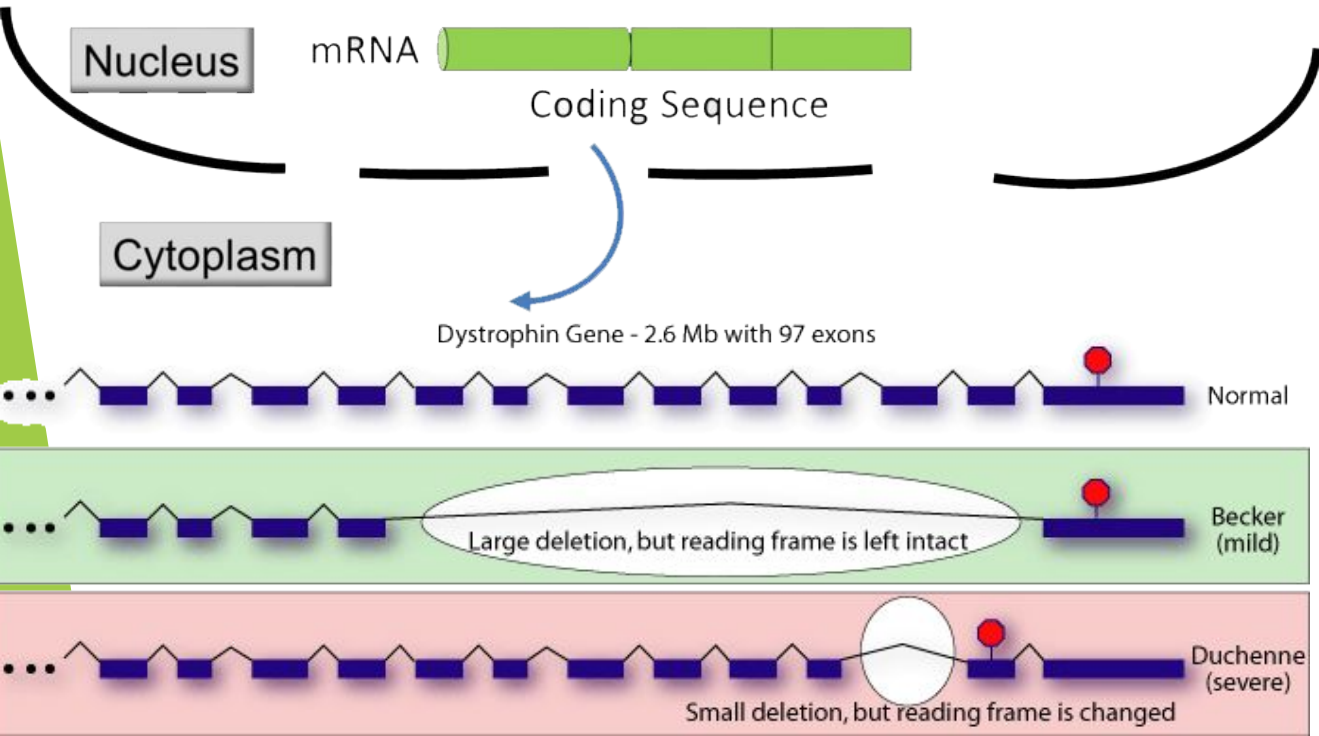 Nucleus
mRNA
Coding Sequence
Cytoplasm
Dystrophin Gene - 2.6 Mb with 97 exons
Normal
Large deletion, but reading frame is left intact
Becker
(mild)
Duchenne
(severe)
Small deletion, but reading frame is changed